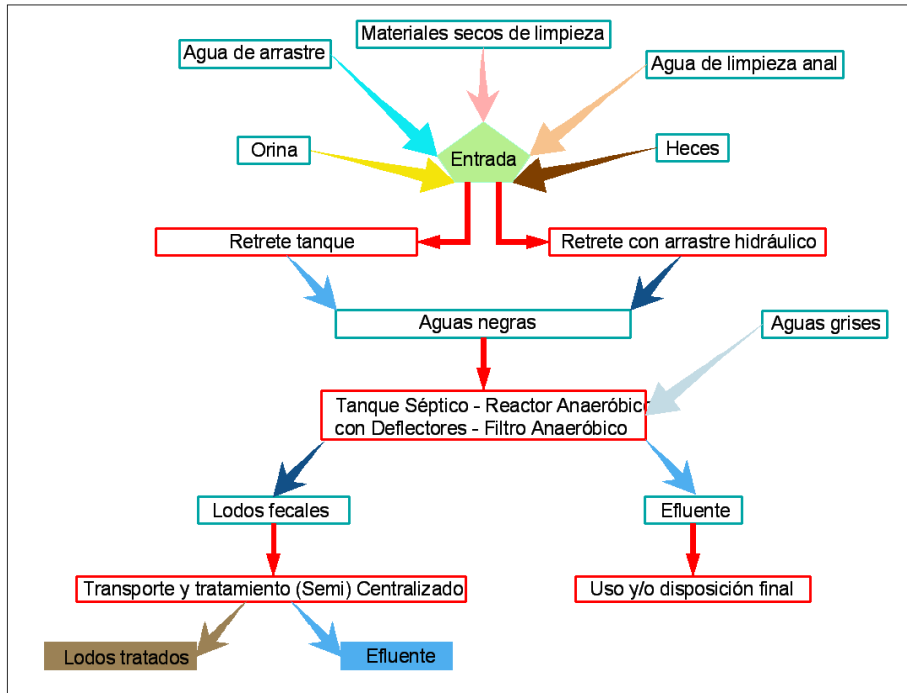 Materiales secos de limpieza
Agua de arrastre
Agua de limpieza anal
Orina
Entrada
Heces
Retrete tanque
Retrete con arrastre hidráulico
Aguas negras
Aguas grises
Tanque Séptico - Reactor Anaeróbico
con Deflectores - Filtro Anaeróbico
Lodos fecales
Efluente
Transporte y tratamiento (Semi) Centralizado
Uso y/o disposición final
Lodos tratados
Efluente